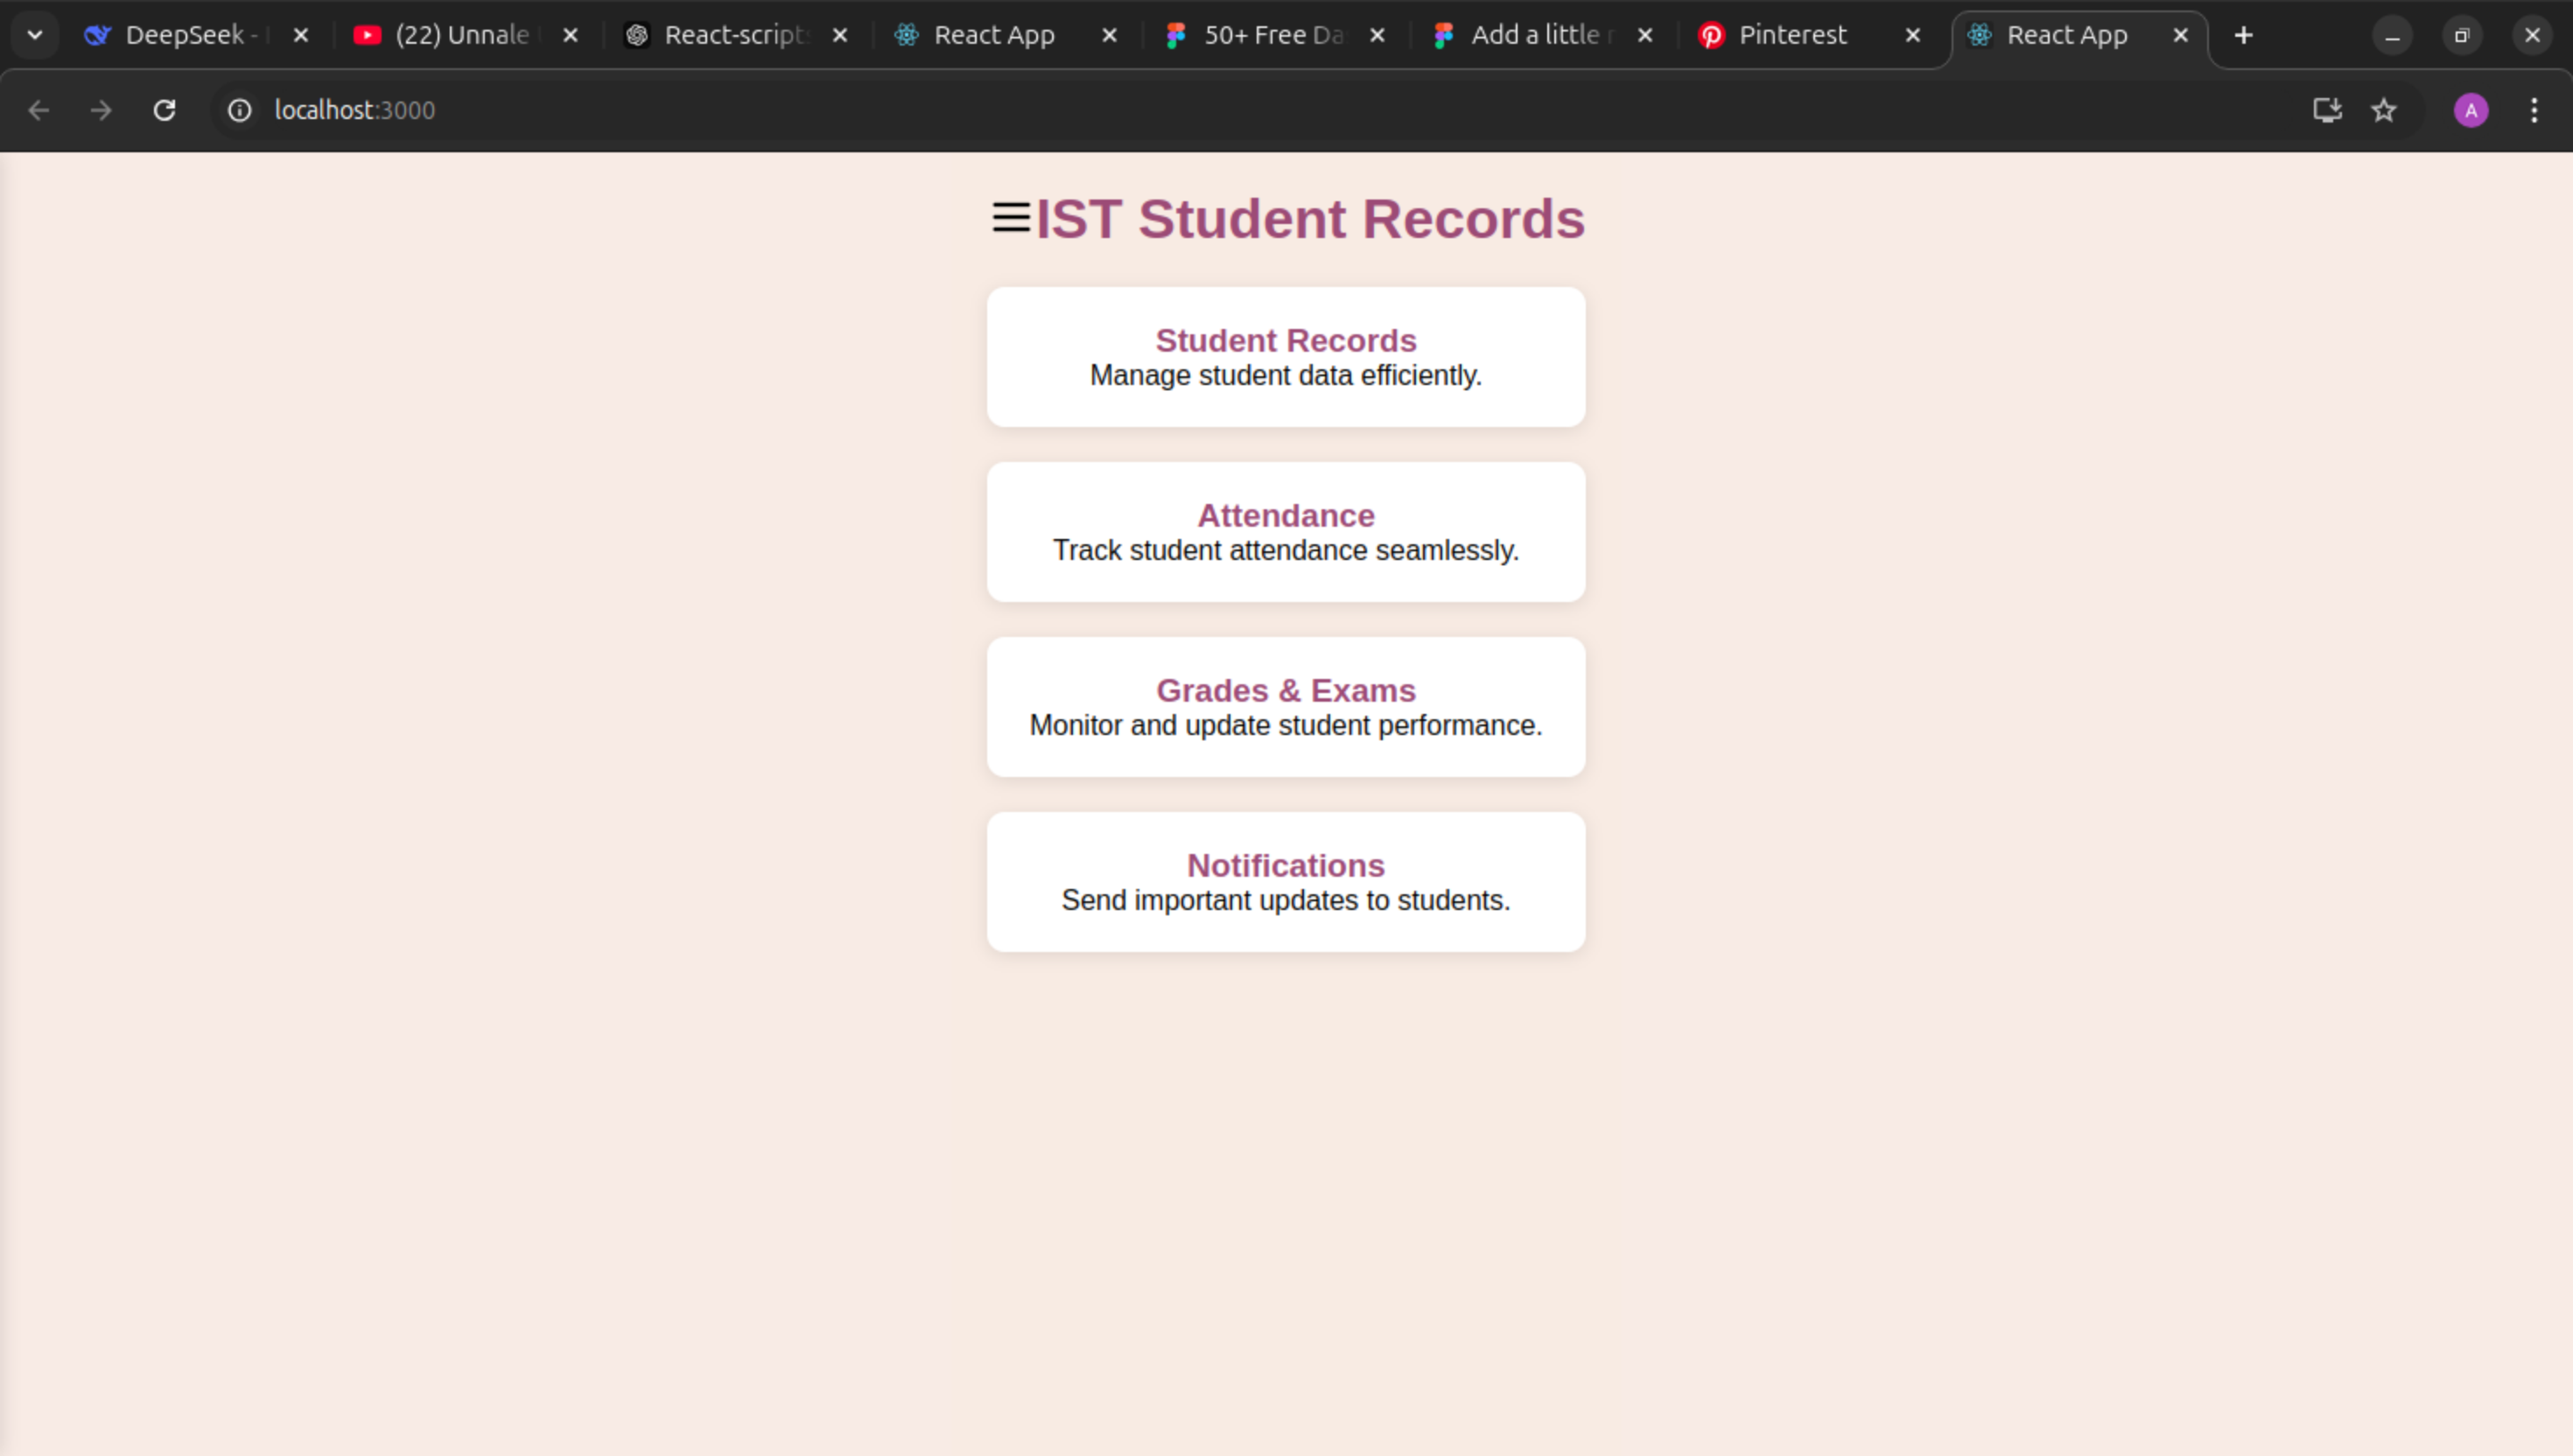 DeepSeek -
(22) Unnale
React-scripts
React App
50+ Free Da
Add a little r
Pinterest
React App
localhost:3000
A
IST Student Records
Student Records
Manage student data efficiently.
Attendance
Track student attendance seamlessly.
Grades & Exams
Monitor and update student performance.
Notifications
Send important updates to students.